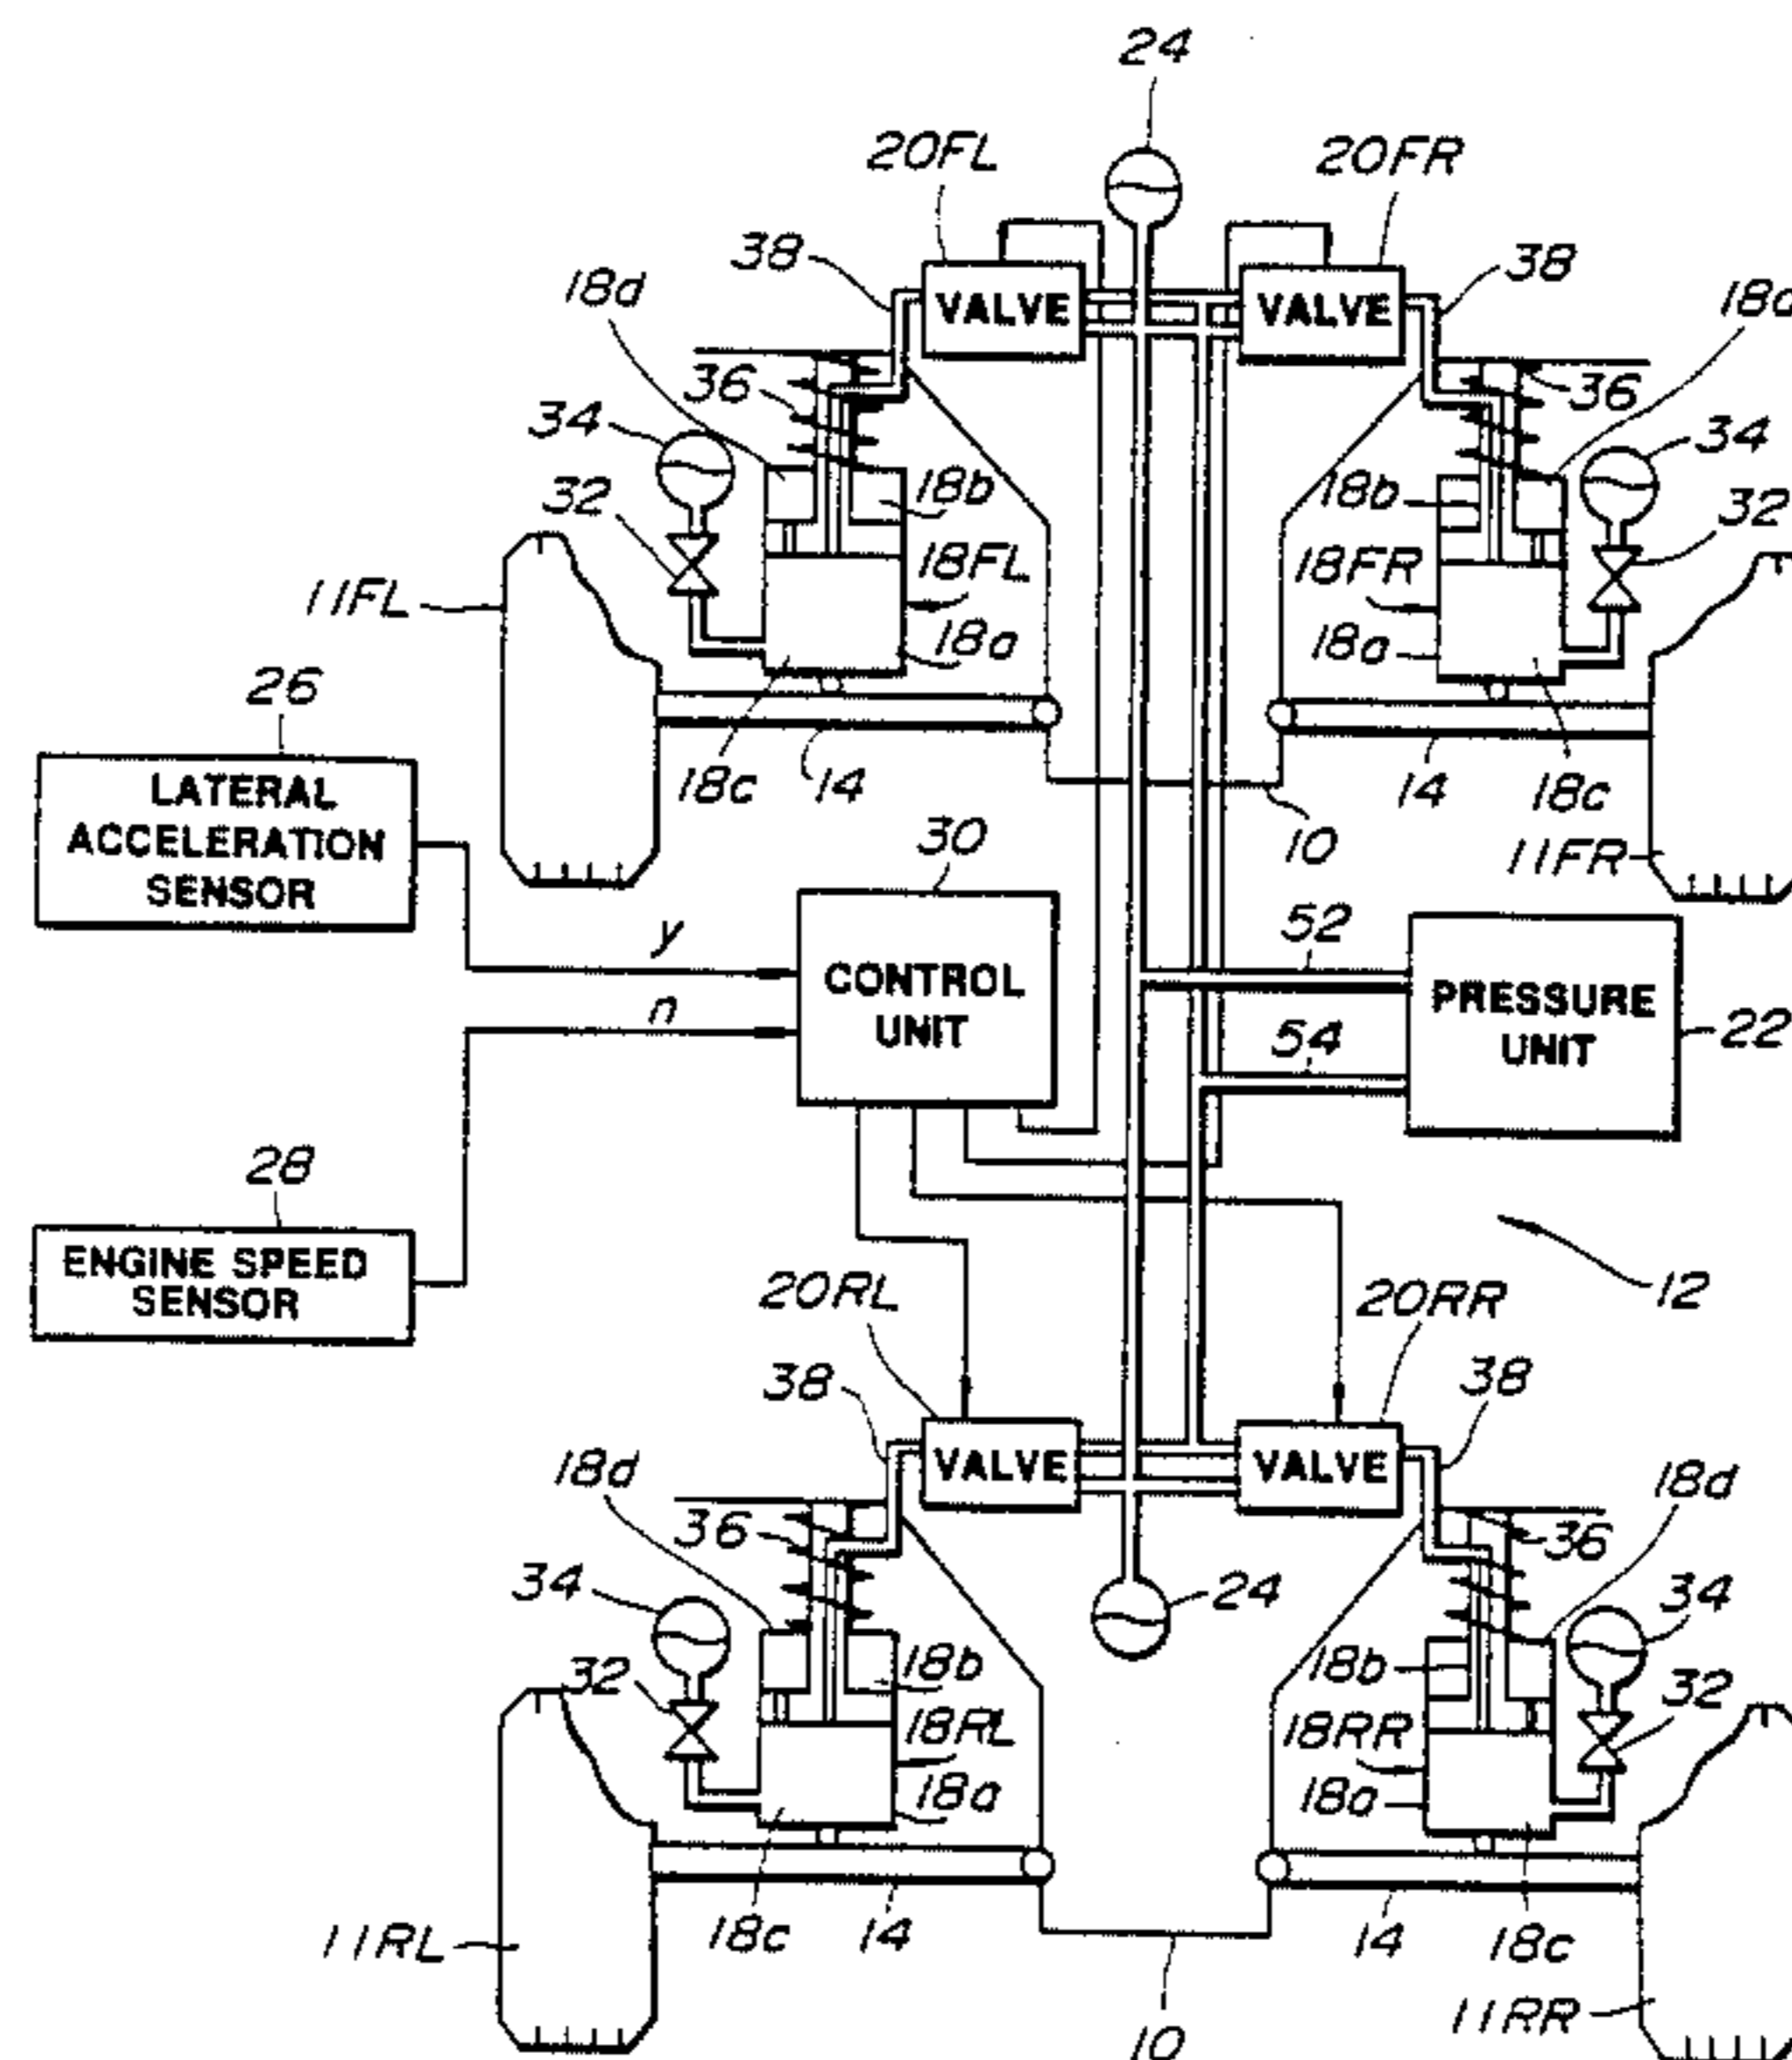 24
20FL
20FR
38
VALVE
VALVE
38
18d
18d
36
36
34
34
32
18b
18b
32
18FL
18FR
11FL
18a
18a
26
LATERAL
ACCELERATION
SENSOR
18c
14
14
18c
10
11FR
30
y
n
CONTROL
UNIT
52
54
PRESSURE
UNIT
22
28
ENGINE SPEED
SENSOR
12
20RL
20RR
38
VALVE
VALVE
38
18d
18d
36
36
34
24
34
32
18b
18b
32
18RL
18RR
18a
18a
11RL
18c
14
14
18c
10
11RR